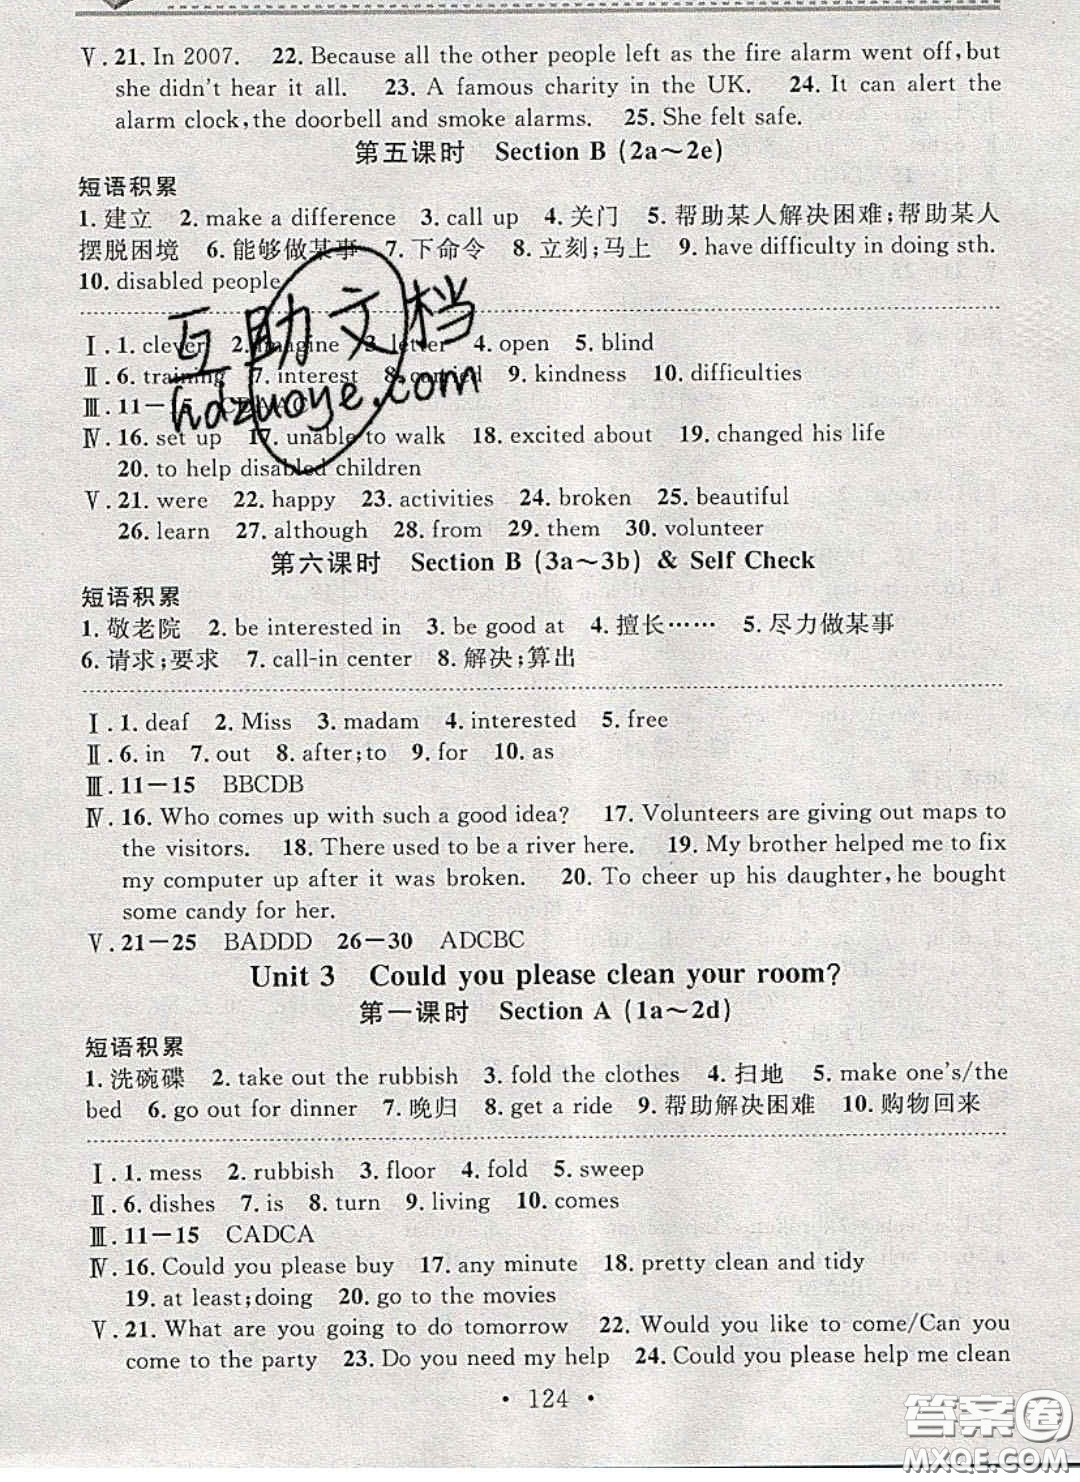 Ⅴ. 21. In 2007. 22. Because all the other people left as the fire alarm went off, but
she didn't hear it all. 23. A famous charity in the UK. 24. It can alert the
alarm clock, the doorbell and smoke alarms. 25. She felt safe.
第五课时 Section B (2a～2e)
短语积累
1. 建立 2. make a difference 3. call up 4. 关门 5. 帮助某人解决困难;帮助某人
摆脱困境 6. 能够做某事 7. 下命令 8. 立刻;马上 9. have difficulty in doing sth.
10. disabled people
Ⅰ. 1. clever 2. imagine 3. letter 4. open 5. blind
Ⅱ. 6. training 7. interest 8. carried 9. kindness 10. difficulties
Ⅲ. 11－15 CDAAC
Ⅳ. 16. set up 17. unable to walk 18. excited about 19. changed his life
20. to help disabled children
Ⅴ. 21. were 22. happy 23. activities 24. broken 25. beautiful
26. learn 27. although 28. from 29. them 30. volunteer
第六课时 Section B (3a～3b) & Self Check
短语积累
1. 敬老院 2. be interested in 3. be good at 4. 擅长…… 5. 尽力做某事
6. 请求;要求 7. call-in center 8. 解决;算出
Ⅰ. 1. deaf 2. Miss 3. madam 4. interested 5. free
Ⅱ. 6. in 7. out 8. after;to 9. for 10. as
Ⅲ. 11－15 BBCDB
Ⅳ. 16. Who comes up with such a good idea? 17. Volunteers are giving out maps to
the visitors. 18. There used to be a river here. 19. My brother helped me to fix
my computer up after it was broken. 20. To cheer up his daughter, he bought
some candy for her.
Ⅴ. 21－25 BADDD 26－30 ADCBC
Unit 3 Could you please clean your room?
第一课时 Section A (1a～2d)
短语积累
1. 洗碗碟 2. take out the rubbish 3. fold the clothes 4. 扫地 5. make one's/the
bed 6. go out for dinner 7. 晚归 8. get a ride 9. 帮助解决困难 10. 购物回来
Ⅰ. 1. mess 2. rubbish 3. floor 4. fold 5. sweep
Ⅱ. 6. dishes 7. is 8. turn 9. living 10. comes
Ⅲ. 11－15 CADCA
Ⅳ. 16. Could you please buy 17. any minute 18. pretty clean and tidy
19. at least;doing 20. go to the movies
Ⅴ. 21. What are you going to do tomorrow 22. Would you like to come/Can you
come to the party 23. Do you need my help 24. Could you please help me clean
• 124 •
互助文档
hdzuoye.com
答案圈
MXQE.COM